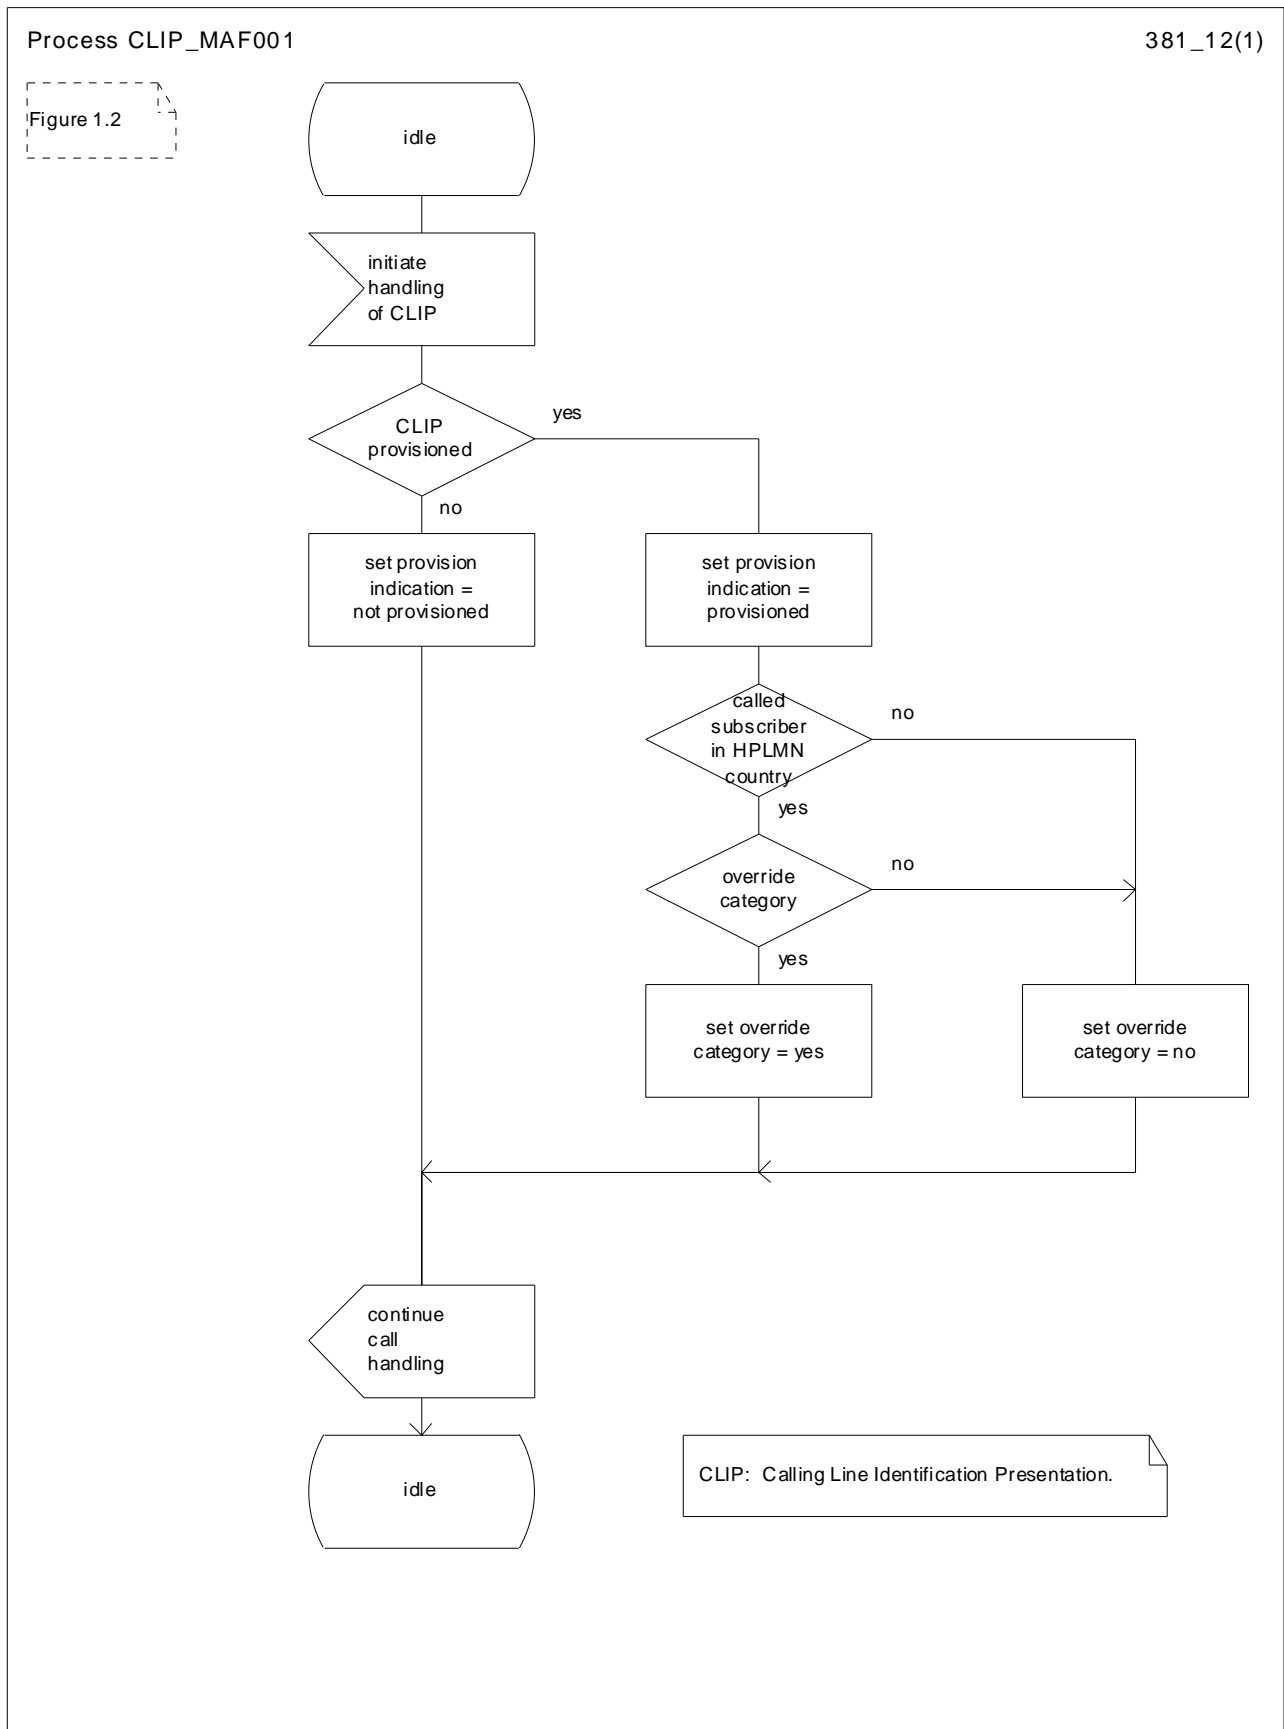 Process CLIP_MAF001
381_12(1)
Figure 1.2
idle
initiate
handling
of CLIP
CLIP
provisioned
yes
no
set provision
indication =
not provisioned
set provision
indication =
provisioned
called
subscriber
in HPLMN
country
no
yes
override
category
no
yes
set override
category = yes
set override
category = no
continue
call
handling
idle
CLIP: Calling Line Identification Presentation.